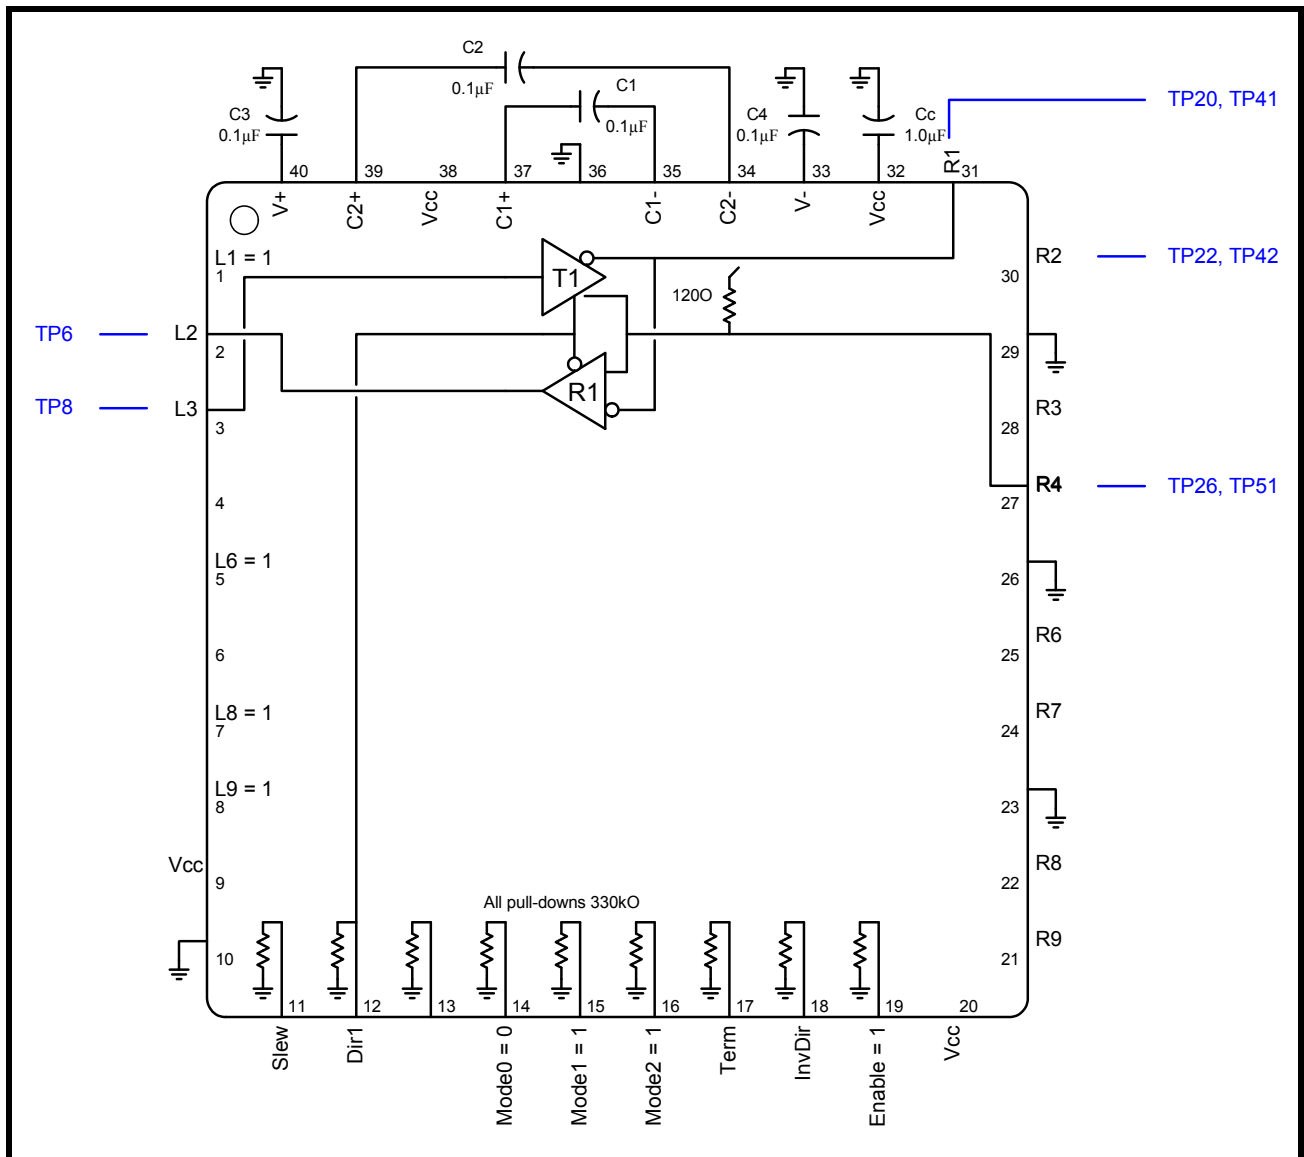 C2
0.1µF
C1
0.1µF
C3
0.1µF
C4
0.1µF
Cc
1.0µF
R1
TP20, TP41
40 39 38 37 36 35 34 33 32 31
V+ C2+ Vcc C1+ C1- C2- V- Vcc
L1 = 1
1
T1
R2
TP22, TP42
30
120O
TP6
L2
2
29
R1
TP8
L3
3
R3
28
R4
TP26, TP51
27
4
L6 = 1
5
26
R6
6
25
L8 = 1
7
R7
24
L9 = 1
8
23
Vcc
9
R8
22
All pull-downs 330kO
R9
10
21
11 12 13 14 15 16 17 18 19 20
Slew
Dir1
Mode0 = 0
Mode1 = 1
Mode2 = 1
Term
InvDir
Enable = 1
Vcc